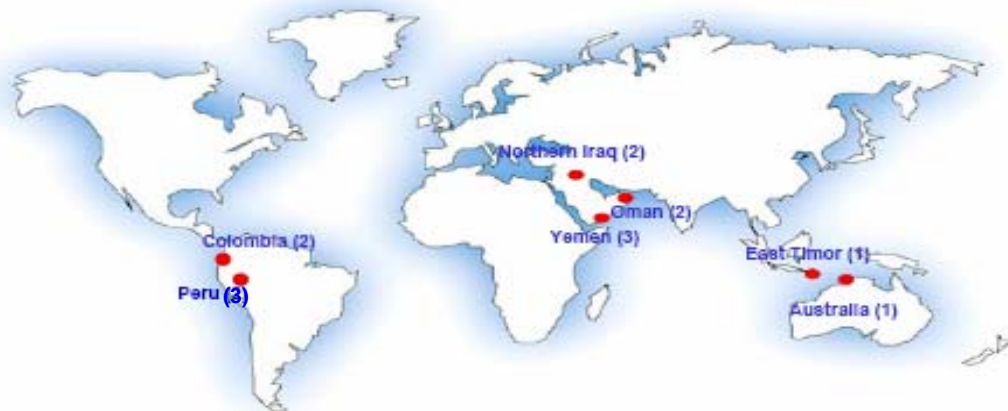 Northern Iraq (2)
Oman (2)
Yemen (3)
Colombia (2)
East Timor (1)
Peru (3)
Australia (1)